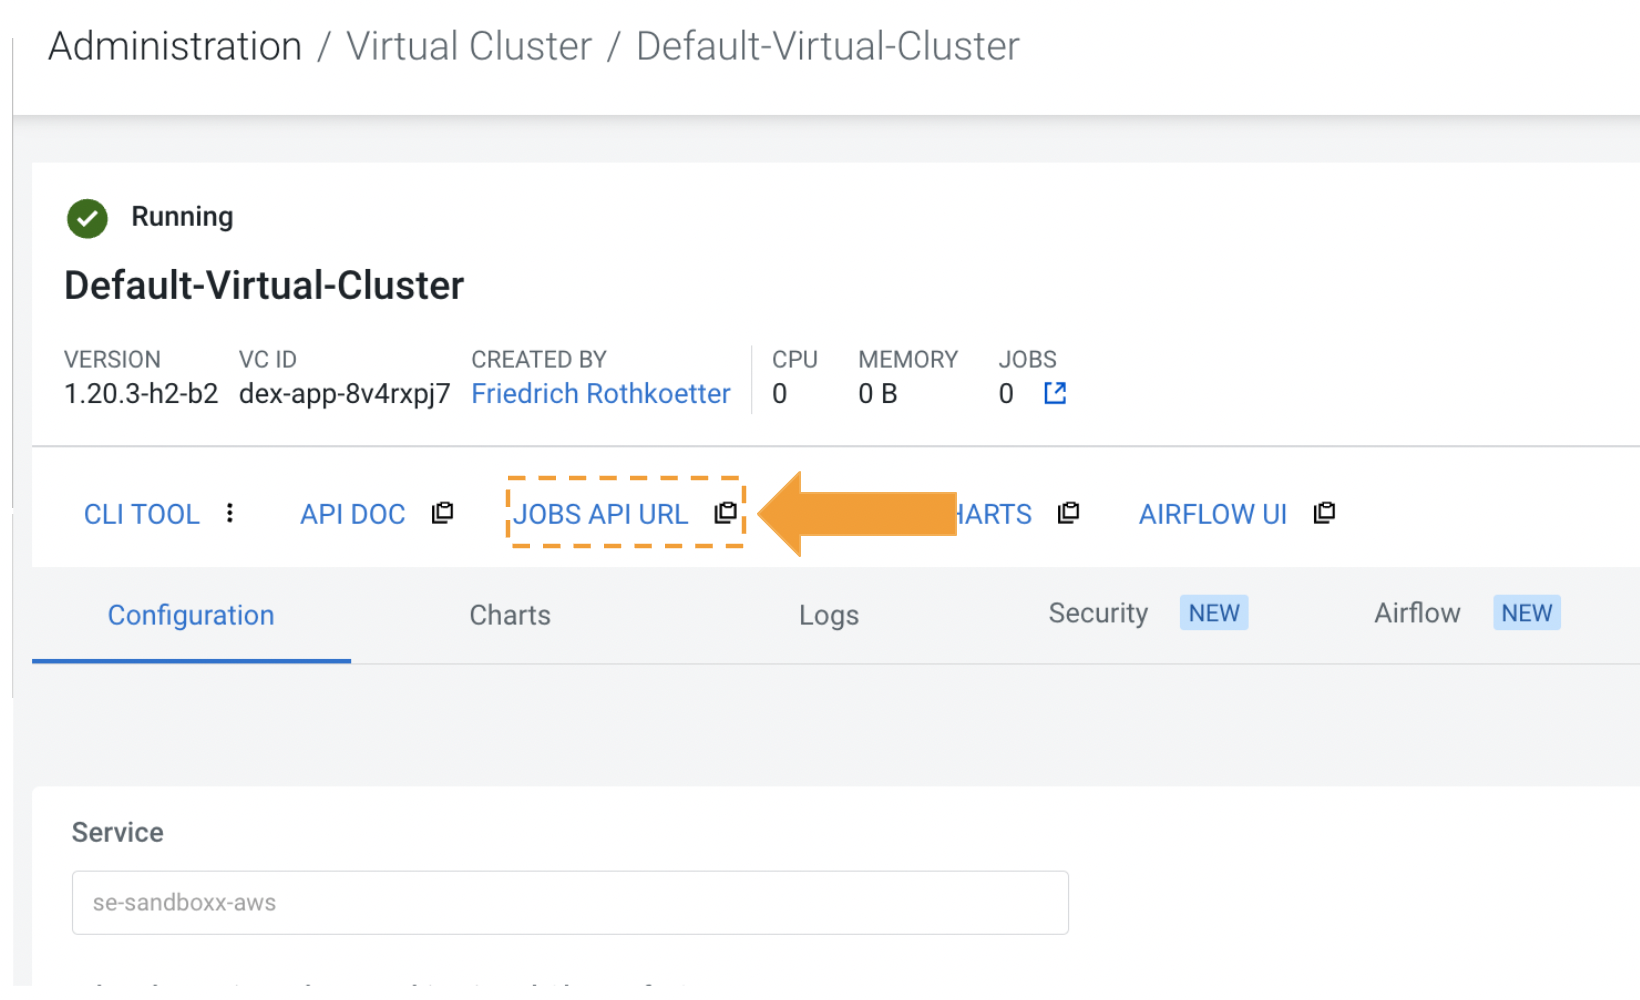 Administration / Virtual Cluster / Default-Virtual-Cluster
Running
Default-Virtual-Cluster
VERSION VC ID CREATED BY CPU MEMORY JOBS
1.20.3-h2-b2 dex-app-8v4rxpj7 Friedrich Rothkoetter 0 0 B 0
CLI TOOL API DOC JOBS API URL HARTS AIRFLOW UI
Configuration Charts Logs Security NEW Airflow NEW
Service
se-sandboxx-aws